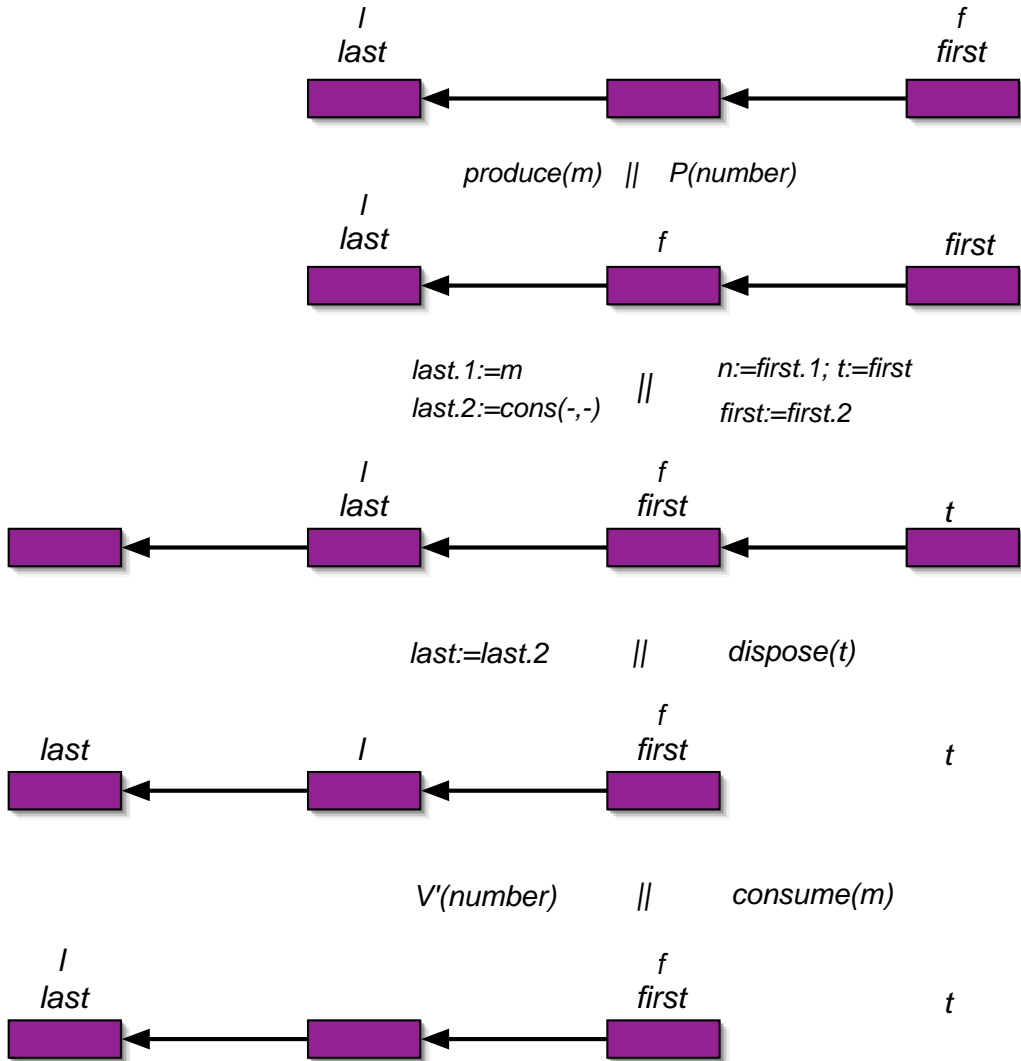 l f
last first
produce(m) || P(number)
l
last f first
last.1:=m || n:=first.1; t:=first
last.2:=cons(-,-) first:=first.2
l f
last first t
last:=last.2 || dispose(t)
f
last l first t
V'(number) || consume(m)
l f
last first t